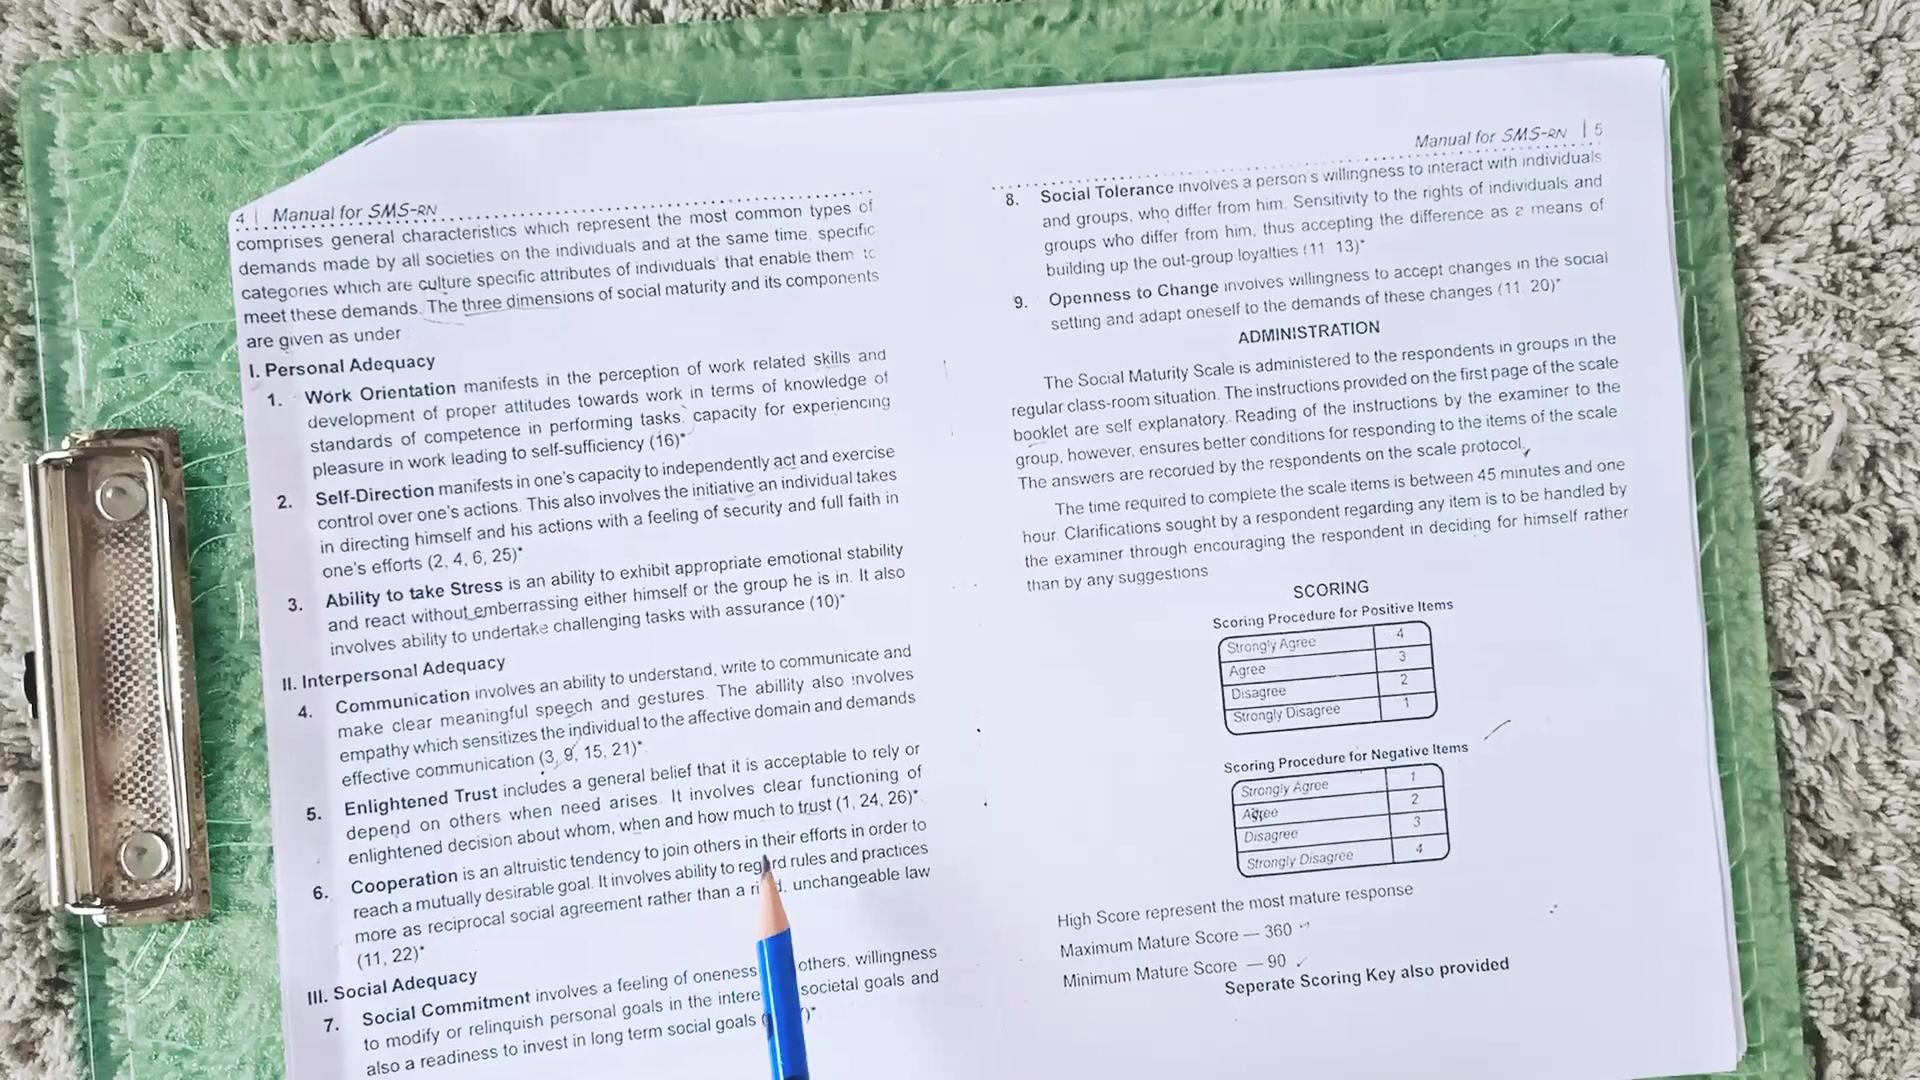 4 | Manual for SMS-RN
comprises general characteristics which represent the most common types of
demands made by all societies on the individuals and at the same time, specific
categories which are culture specific attributes of individuals' that enable them to
meet these demands. The three dimensions of social maturity and its components
are given as under
I. Personal Adequacy
1. Work Orientation manifests in the perception of work related skills and
development of proper attitudes towards work in terms of knowledge of
standards of competence in performing tasks, capacity for experiencing
pleasure in work leading to self-sufficiency (16)*
2. Self-Direction manifests in one's capacity to independently act and exercise
control over one's actions. This also involves the initiative an individual takes
in directing himself and his actions with a feeling of security and full faith in
one's efforts (2, 4, 6, 25)*
3. Ability to take Stress is an ability to exhibit appropriate emotional stability
and react without emberrassing either himself or the group he is in. It also
involves ability to undertake challenging tasks with assurance (10)*
II. Interpersonal Adequacy
4. Communication involves an ability to understand, write to communicate and
make clear meaningful speech and gestures. The abillity also involves
empathy which sensitizes the individual to the affective domain and demands
effective communication (3, 9, 15, 21)*
5. Enlightened Trust includes a general belief that it is acceptable to rely or
depend on others when need arises. It involves clear functioning of
enlightened decision about whom, when and how much to trust (1, 24, 26)*
6. Cooperation is an altruistic tendency to join others in their efforts in order to
reach a mutually desirable goal. It involves ability to regard rules and practices
more as reciprocal social agreement rather than a unchangeable law
(11, 22)*
III. Social Adequacy
7. Social Commitment involves a feeling of oneness others, willingness
to modify or relinquish personal goals in the societal goals and
also a readiness to invest in long term social goals
Manual for SMS-RN | 5
8. Social Tolerance involves a person's willingness to interact with individuals
and groups, who differ from him. Sensitivity to the rights of individuals and
groups who differ from him, thus accepting the difference as a means of
building up the out-group loyalties (11 13)*
9. Openness to Change involves willingness to accept changes in the social
setting and adapt oneself to the demands of these changes (11, 20)*
ADMINISTRATION
The Social Maturity Scale is administered to the respondents in groups in the
regular class-room situation. The instructions provided on the first page of the scale
booklet are self explanatory. Reading of the instructions by the examiner to the
group, however, ensures better conditions for responding to the items of the scale
The answers are recorued by the respondents on the scale protocol,
The time required to complete the scale items is between 45 minutes and one
hour. Clarifications sought by a respondent regarding any item is to be handled by
the examiner through encouraging the respondent in deciding for himself rather
than by any suggestions
SCORING
Scoring Procedure for Positive Items
Strongly Agree 4
Agree 3
Disagree 2
Strongly Disagree 1
Scoring Procedure for Negative Items
Strongly Agree 1
Agree 2
Disagree 3
Strongly Disagree 4
High Score represent the most mature response
Maximum Mature Score — 360
Minimum Mature Score — 90
Seperate Scoring Key also provided